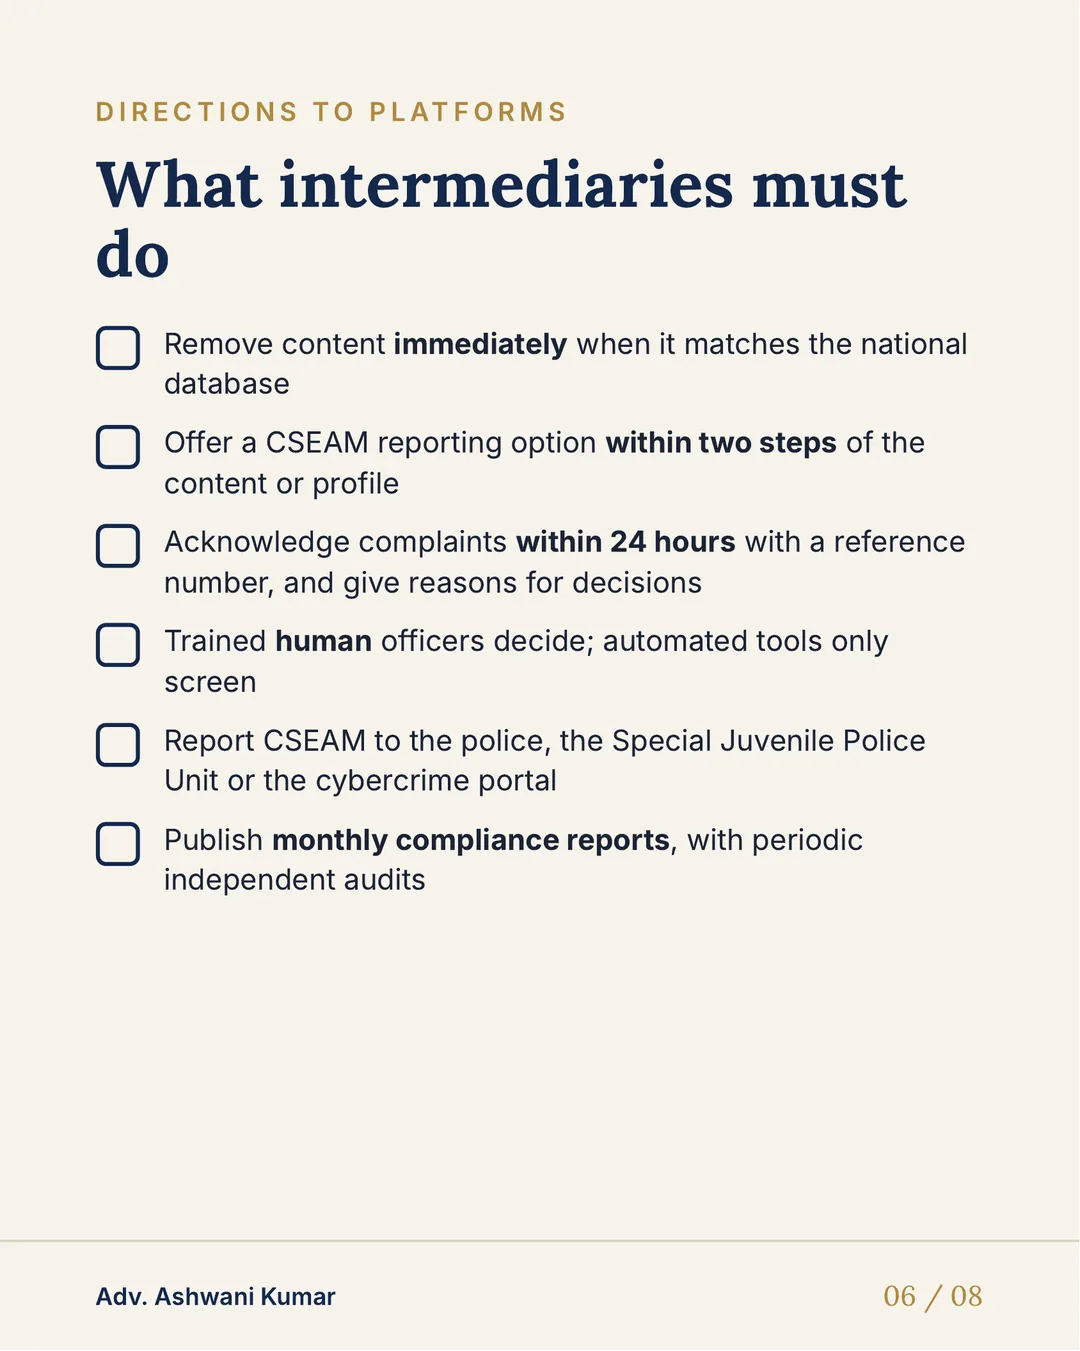 DIRECTIONS TO PLATFORMS
What intermediaries must
do
Remove content immediately when it matches the national
database
Offer a CSEAM reporting option within two steps of the
content or profile
Acknowledge complaints within 24 hours with a reference
number, and give reasons for decisions
Trained human officers decide; automated tools only
screen
Report CSEAM to the police, the Special Juvenile Police
Unit or the cybercrime portal
Publish monthly compliance reports, with periodic
independent audits
Adv. Ashwani Kumar
06 / 08